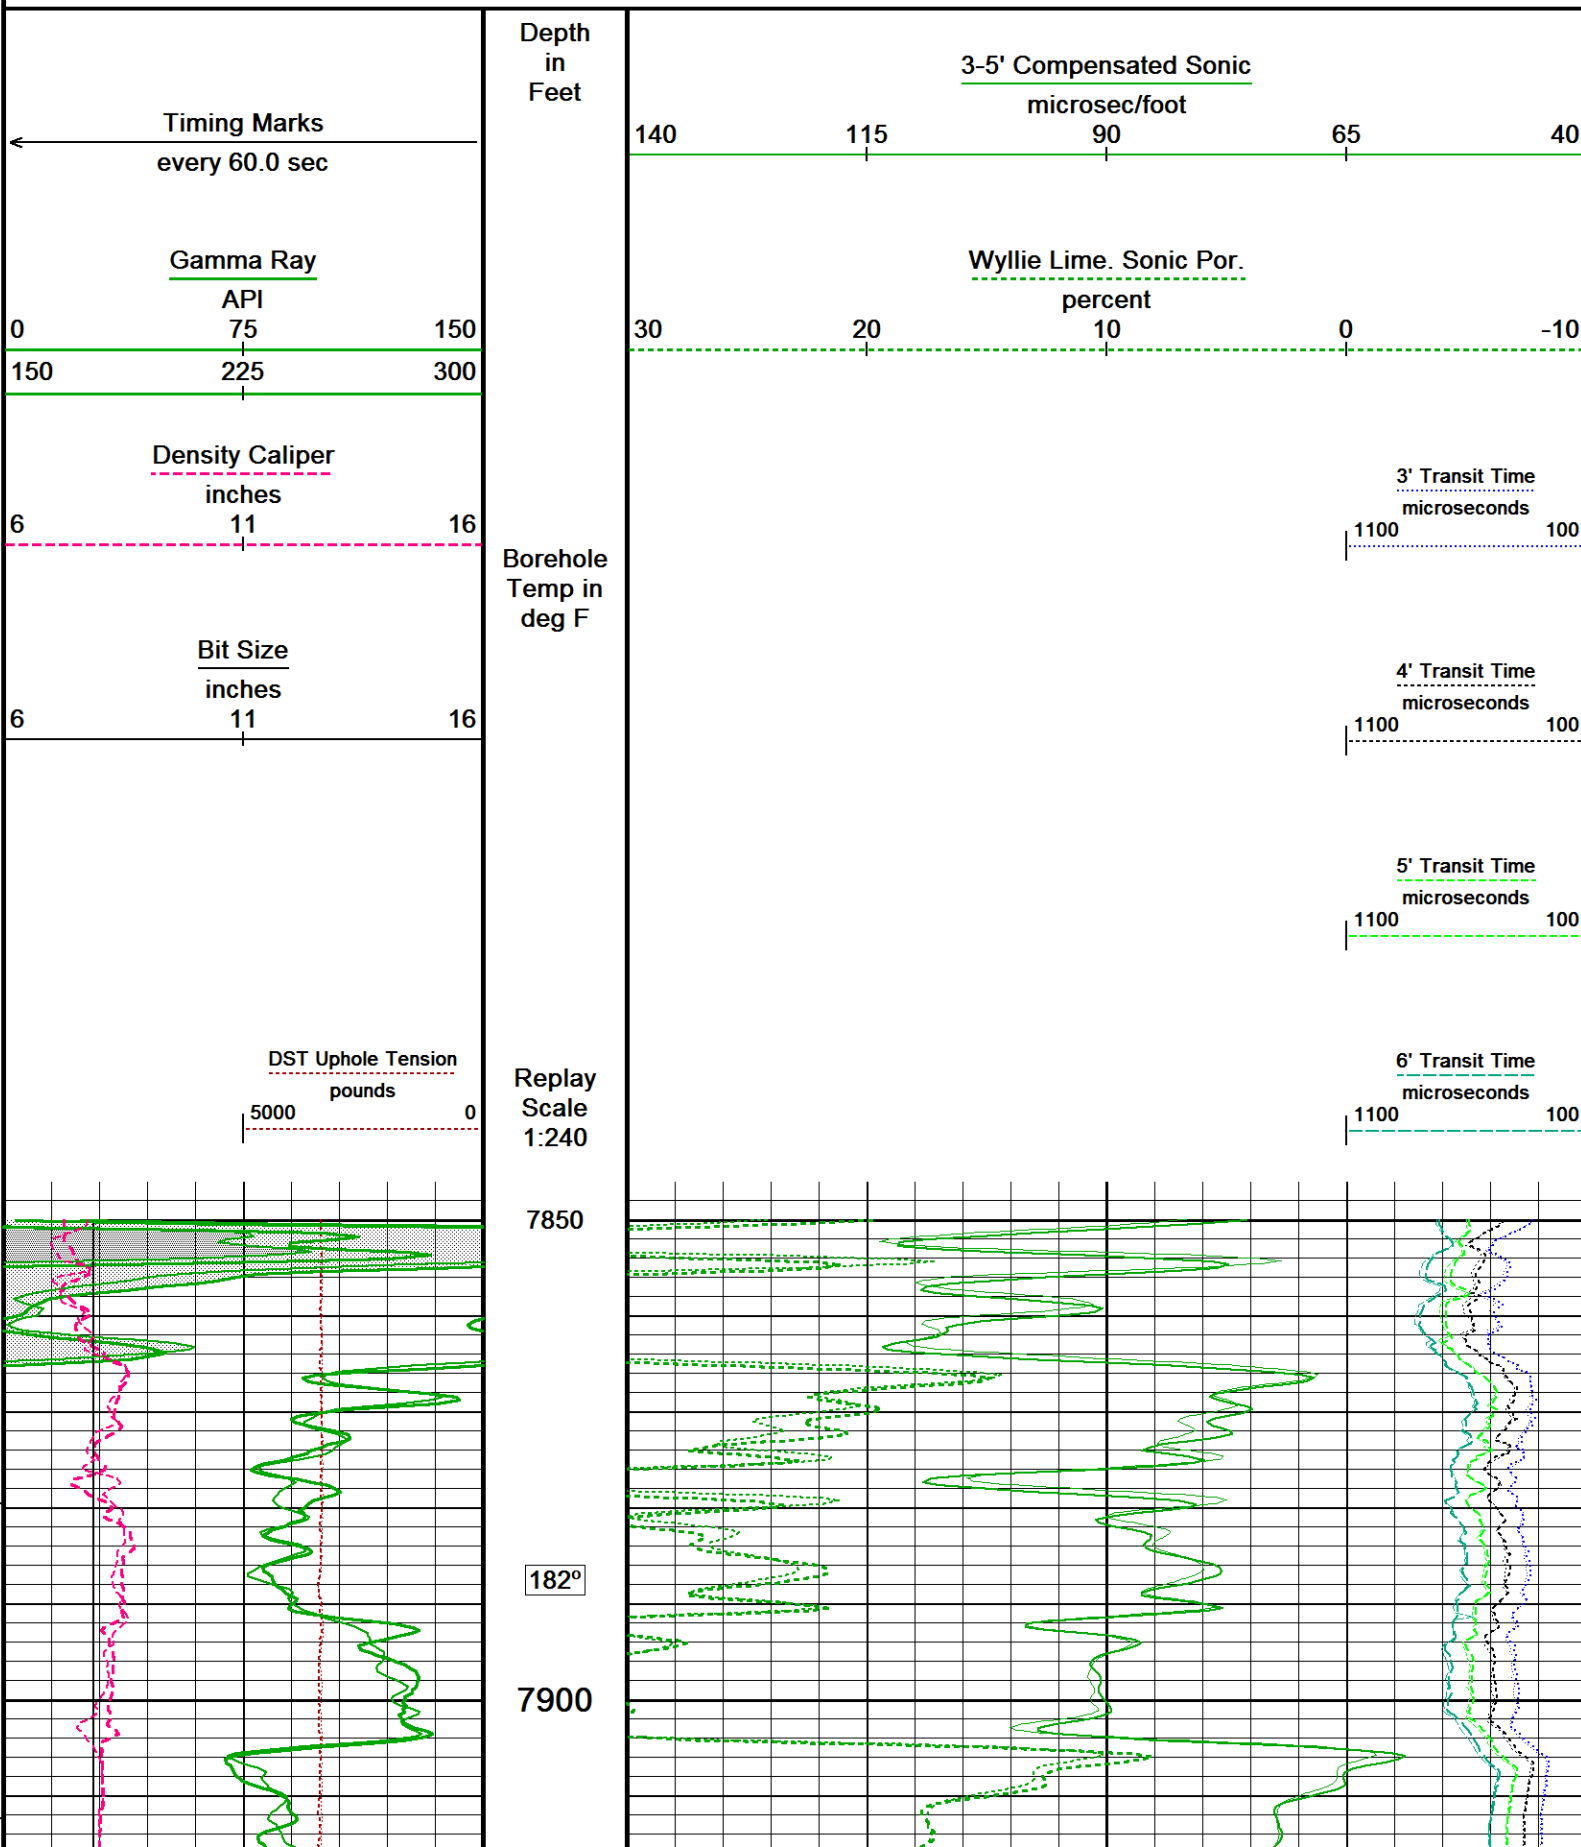 Depth
in
Feet
3-5' Compensated Sonic
microsec/foot
140 115 90 65 40
Timing Marks
every 60.0 sec
Gamma Ray
API
0 75 150
150 225 300
Wyllie Lime. Sonic Por.
percent
30 20 10 0 -10
Density Caliper
inches
6 11 16
3' Transit Time
microseconds
1100 100
Borehole
Temp in
deg F
Bit Size
inches
6 11 16
4' Transit Time
microseconds
1100 100
5' Transit Time
microseconds
1100 100
DST Uphole Tension
pounds
5000 0
Replay
Scale
1:240
6' Transit Time
microseconds
1100 100
7850
182º
7900